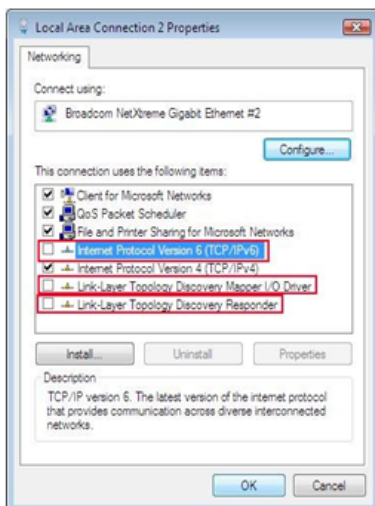 Local Area Connection 2 Properties
Networking
Connect using:
Broadcom NetXtreme Gigabit Ethernet #2
Configure...
This connection uses the following items:
Client for Microsoft Networks
QoS Packet Scheduler
File and Printer Sharing for Microsoft Networks
Internet Protocol Version 6 (TCP/IPv6)
Internet Protocol Version 4 (TCP/IPv4)
Link-Layer Topology Discovery Mapper I/O Driver
Link-Layer Topology Discovery Responder
Install...
Uninstall
Properties
Description
TCP/IP version 6. The latest version of the internet protocol
that provides communication across diverse interconnected
networks.
OK
Cancel